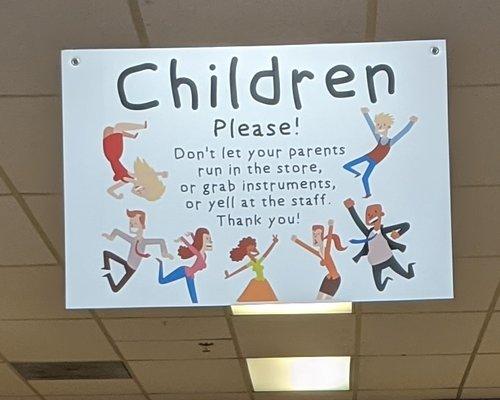 Children
Please!
Don't let your parents
run in the store,
or grab instruments,
or yell at the staff.
Thank you!